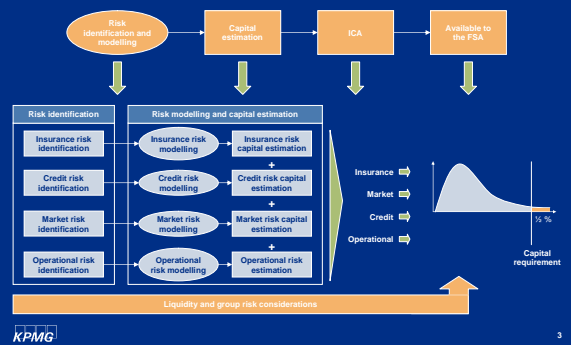 Risk
identification and
modelling
Capital
estimation
ICA
Available to
the FSA
Risk identification
Risk modelling and capital estimation
Insurance risk
identification
Insurance risk
modelling
Insurance risk
capital estimation
+
Credit risk
identification
Credit risk
modelling
Credit risk capital
estimation
+
Market risk
identification
Market risk
modelling
Market risk capital
estimation
+
Operational risk
identification
Operational
risk modelling
Operational risk
estimation
Insurance
Market
Credit
Operational
½ %
Capital
requirement
Liquidity and group risk considerations
KPMG
3